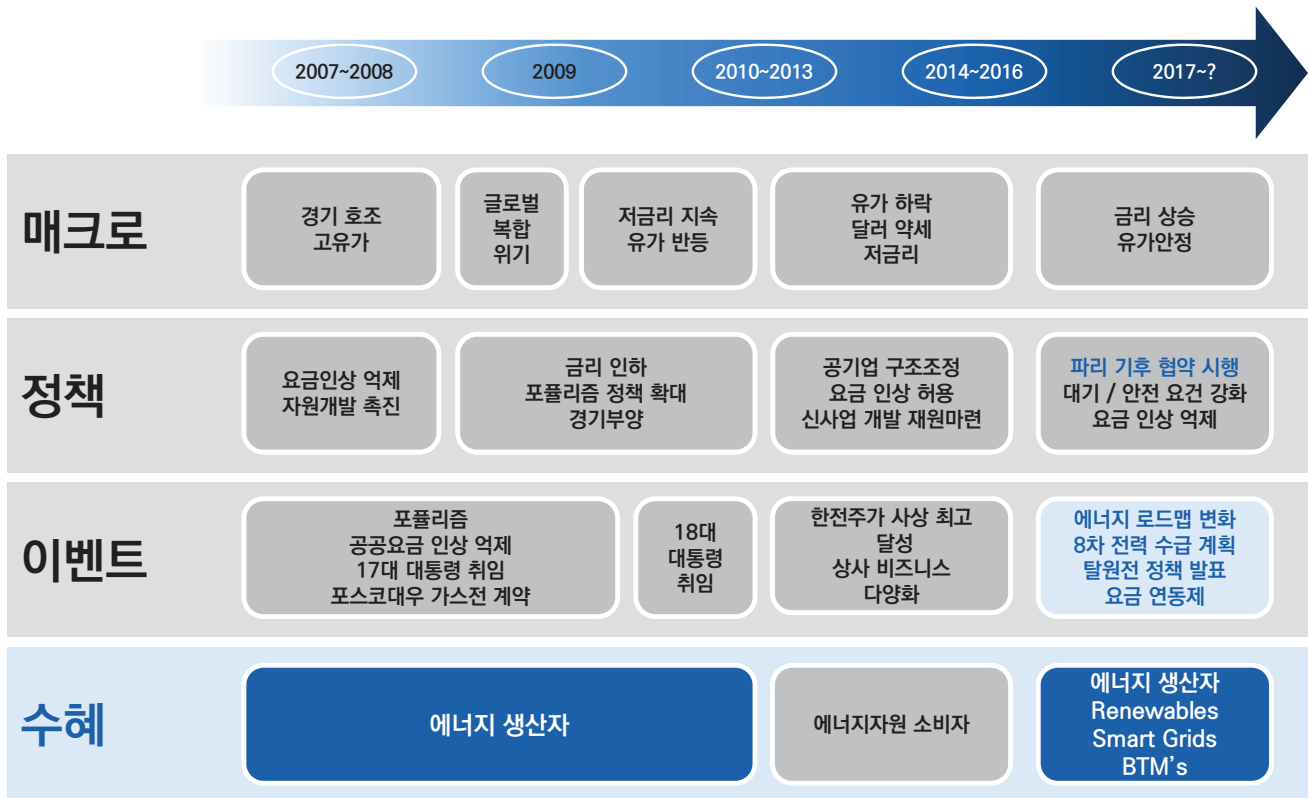 2007~2008
2009
2010~2013
2014~2016
2017~?
매크로
경기 호조
고유가
글로벌
복합
위기
저금리 지속
유가 반등
유가 하락
달러 약세
저금리
금리 상승
유가안정
정책
요금인상 억제
자원개발 촉진
금리 인하
포퓰리즘 정책 확대
경기부양
공기업 구조조정
요금 인상 허용
신사업 개발 재원마련
파리 기후 협약 시행
대기 / 안전 요건 강화
요금 인상 억제
이벤트
포퓰리즘
공공요금 인상 억제
17대 대통령 취임
포스코대우 가스전 계약
18대
대통령
취임
한전주가 사상 최고
달성
상사 비즈니스
다양화
에너지 로드맵 변화
8차 전력 수급 계획
탈원전 정책 발표
요금 연동제
수혜
에너지 생산자
에너지자원 소비자
에너지 생산자
Renewables
Smart Grids
BTM’s